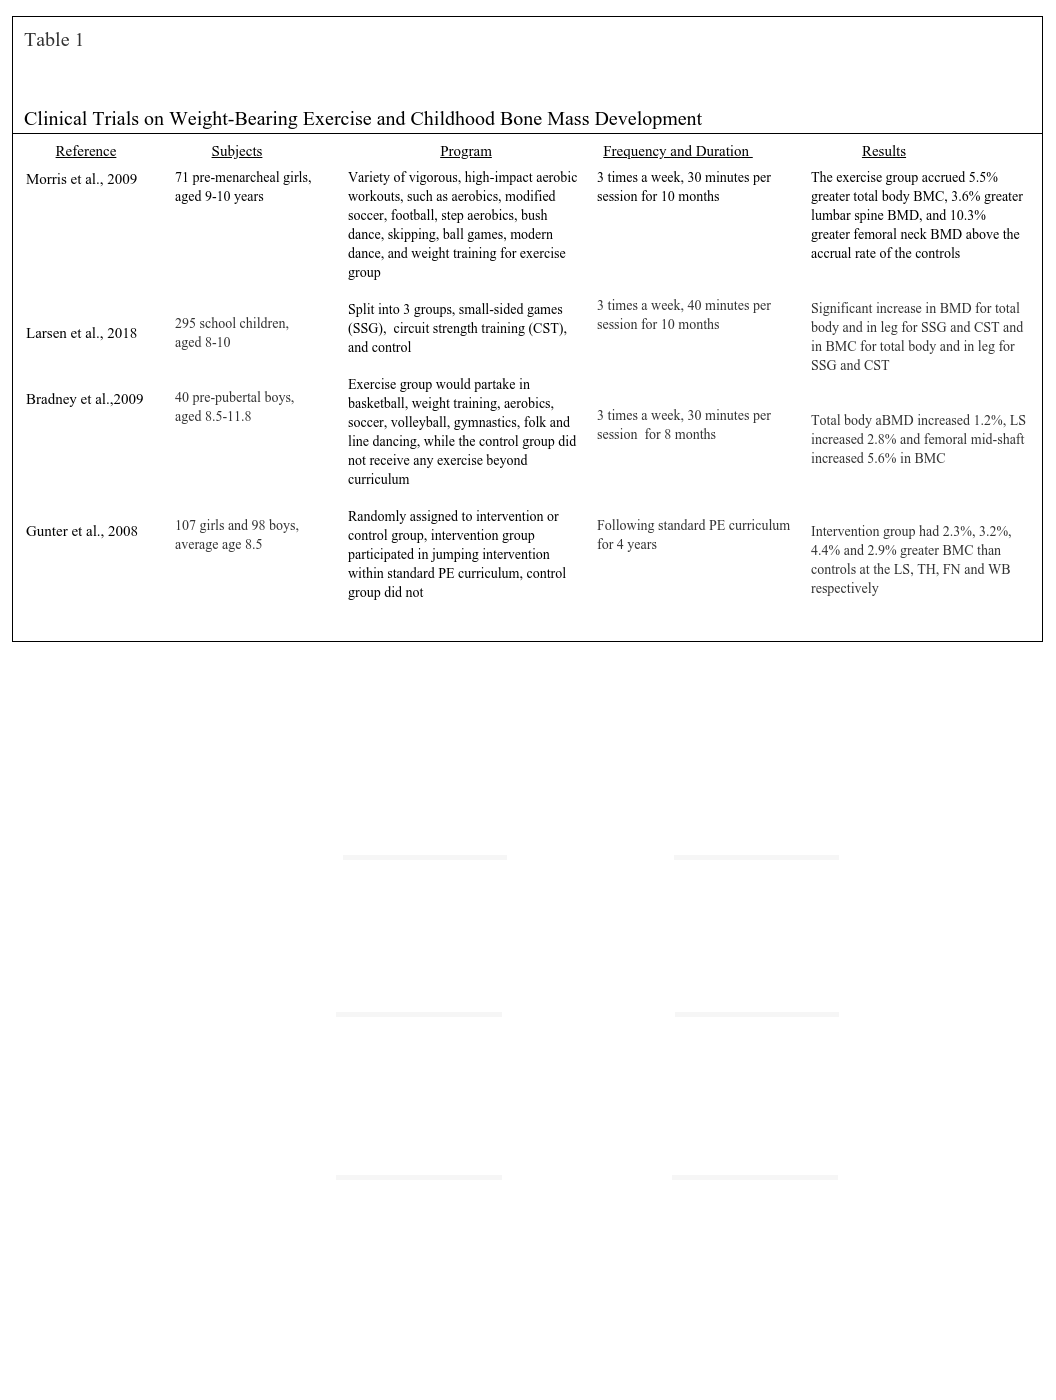 Table 1
Clinical Trials on Weight-Bearing Exercise and Childhood Bone Mass Development
Reference Subjects Program Frequency and Duration Results
Morris et al., 2009
71 pre-menarcheal girls,
aged 9-10 years
Variety of vigorous, high-impact aerobic
workouts, such as aerobics, modified
soccer, football, step aerobics, bush
dance, skipping, ball games, modern
dance, and weight training for exercise
group
3 times a week, 30 minutes per
session for 10 months
The exercise group accrued 5.5%
greater total body BMC, 3.6% greater
lumbar spine BMD, and 10.3%
greater femoral neck BMD above the
accrual rate of the controls
Larsen et al., 2018
295 school children,
aged 8-10
Split into 3 groups, small-sided games
(SSG),  circuit strength training (CST),
and control
3 times a week, 40 minutes per
session for 10 months
Significant increase in BMD for total
body and in leg for SSG and CST and
in BMC for total body and in leg for
SSG and CST
Bradney et al.,2009
40 pre-pubertal boys,
aged 8.5-11.8
Exercise group would partake in
basketball, weight training, aerobics,
soccer, volleyball, gymnastics, folk and
line dancing, while the control group did
not receive any exercise beyond
curriculum
3 times a week, 30 minutes per
session  for 8 months
Total body aBMD increased 1.2%, LS
increased 2.8% and femoral mid-shaft
increased 5.6% in BMC
Gunter et al., 2008
107 girls and 98 boys,
average age 8.5
Randomly assigned to intervention or
control group, intervention group
participated in jumping intervention
within standard PE curriculum, control
group did not
Following standard PE curriculum
for 4 years
Intervention group had 2.3%, 3.2%,
4.4% and 2.9% greater BMC than
controls at the LS, TH, FN and WB
respectively